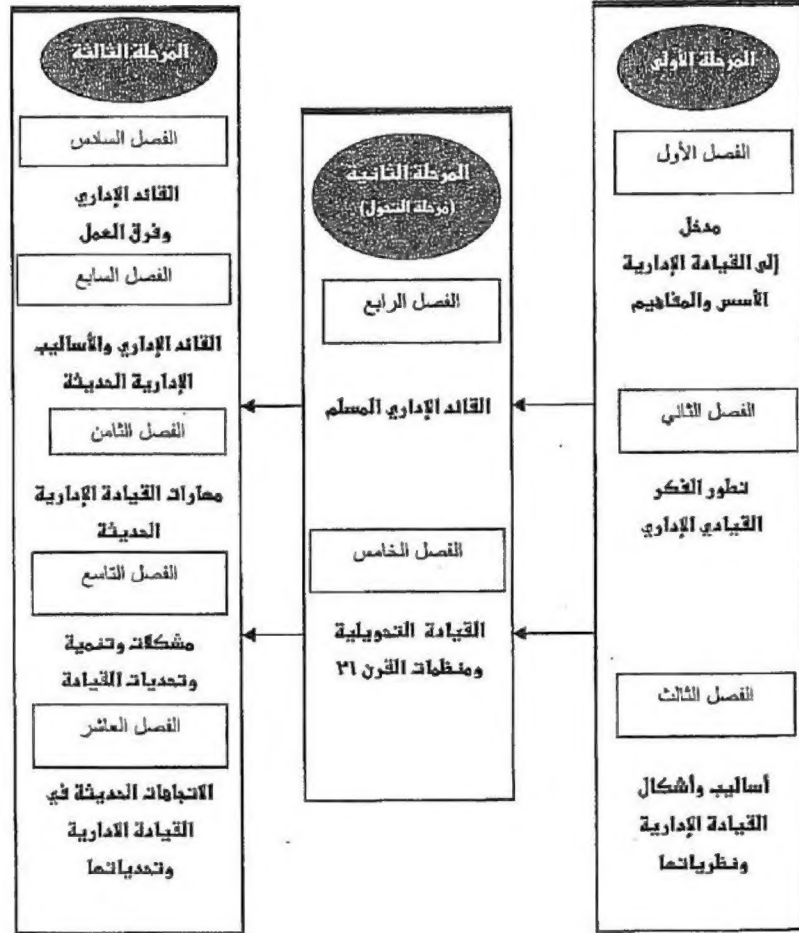 المرحلة الأولى
الفصل الأول
مدخل
إلى القيادة الإدارية
الأسس والمفاهيم
الفصل الثاني
تطور الفكر
القيادي الإداري
الفصل الثالث
أساليب وأشكال
القيادة الإدارية
ونظرياتها
المرحلة الثانية
(مرحلة التحول)
الفصل الرابع
القائد الإداري المسلم
الفصل الخامس
القيادة التحويلية
ومنظمات القرن ٢١
المرحلة الثالثة
الفصل السادس
القائد الإداري
وفرق العمل
الفصل السابع
القائد الإداري والأساليب
الإدارية الحديثة
الفصل الثامن
مهارات القيادة الإدارية
الحديثة
الفصل التاسع
مشكلات وتنمية
وتحديات القيادة
الفصل العاشر
الاتجاهات الحديثة في
القيادة الادارية
وتحدياتها